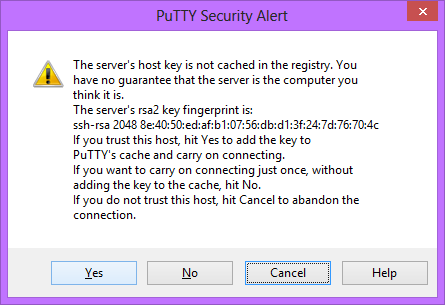 PuTTY Security Alert
The server's host key is not cached in the registry. You
have no guarantee that the server is the computer you
think it is.
The server's rsa2 key fingerprint is:
ssh-rsa 2048 8e:40:50:ed:af:b1:07:56:db:d1:3f:24:7d:76:70:4c
If you trust this host, hit Yes to add the key to
PuTTY's cache and carry on connecting.
If you want to carry on connecting just once, without
adding the key to the cache, hit No.
If you do not trust this host, hit Cancel to abandon the
connection.
Yes No Cancel Help